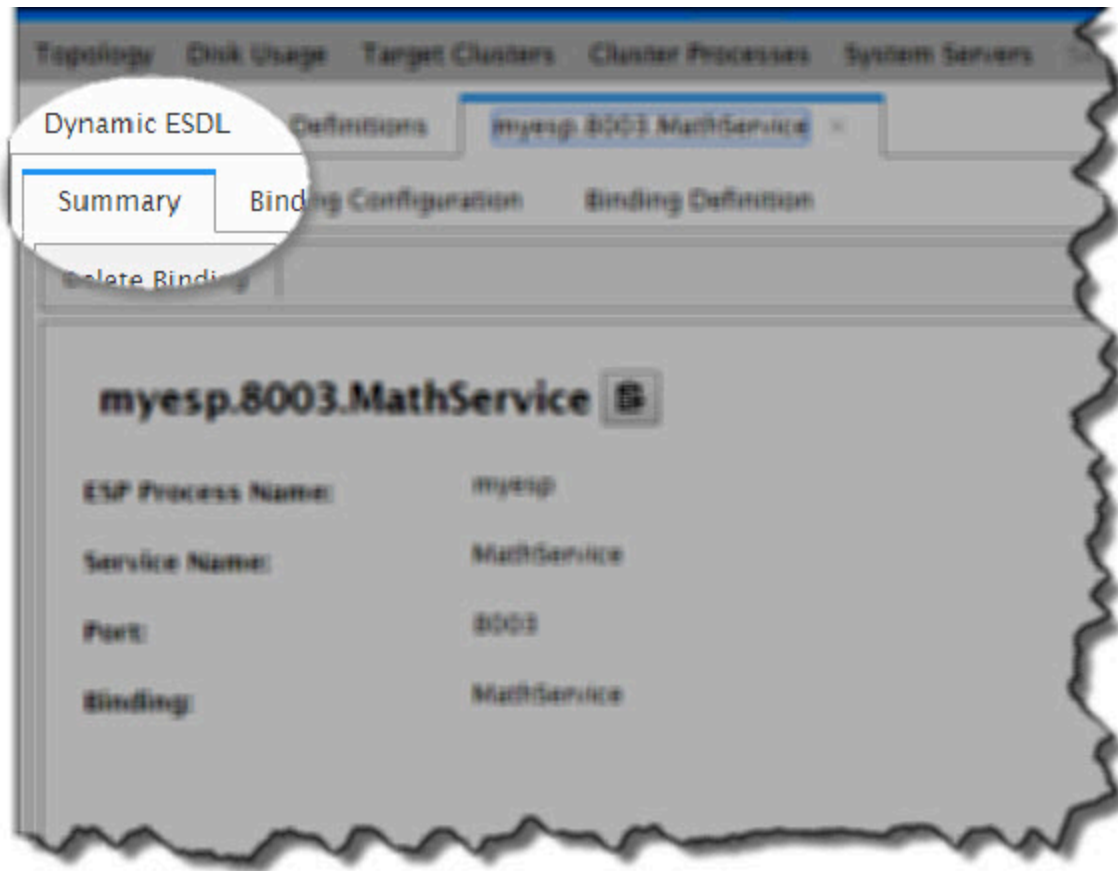 Topology Disk Usage Target Clusters Cluster Processes System Servers
Dynamic ESDL Definitions myesp.8003.MathService ×
Summary Binding Configuration Binding Definition
Delete Binding
myesp.8003.MathService
ESP Process Name: myesp
Service Name: MathService
Port: 8003
Binding: MathService